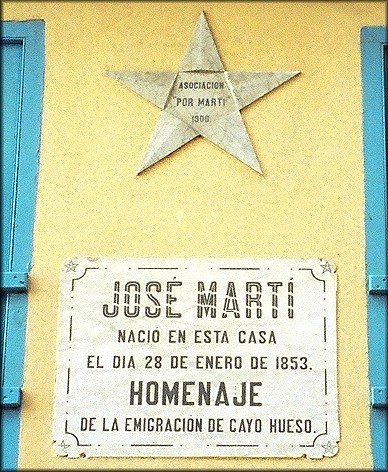 ASOCIACION
"POR MARTI"
1900
JOSÉ MARTÍ
NACIÓ EN ESTA CASA
EL DIA 28 DE ENERO DE 1853.
HOMENAJE
DE LA EMIGRACIÓN DE CAYO HUESO.